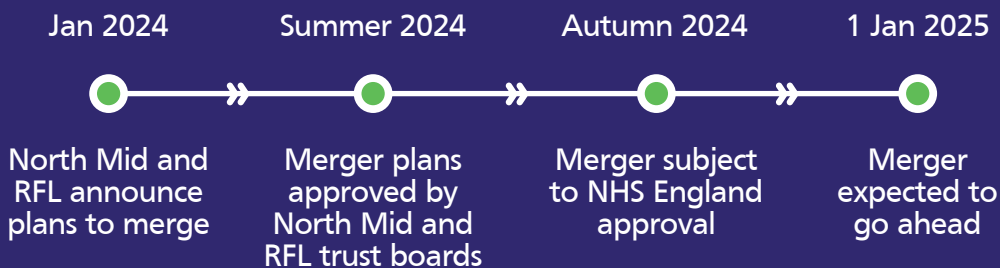 Jan 2024
North Mid and
RFL announce
plans to merge
Summer 2024
Merger plans
approved by
North Mid and
RFL trust boards
Autumn 2024
Merger subject
to NHS England
approval
1 Jan 2025
Merger
expected to
go ahead